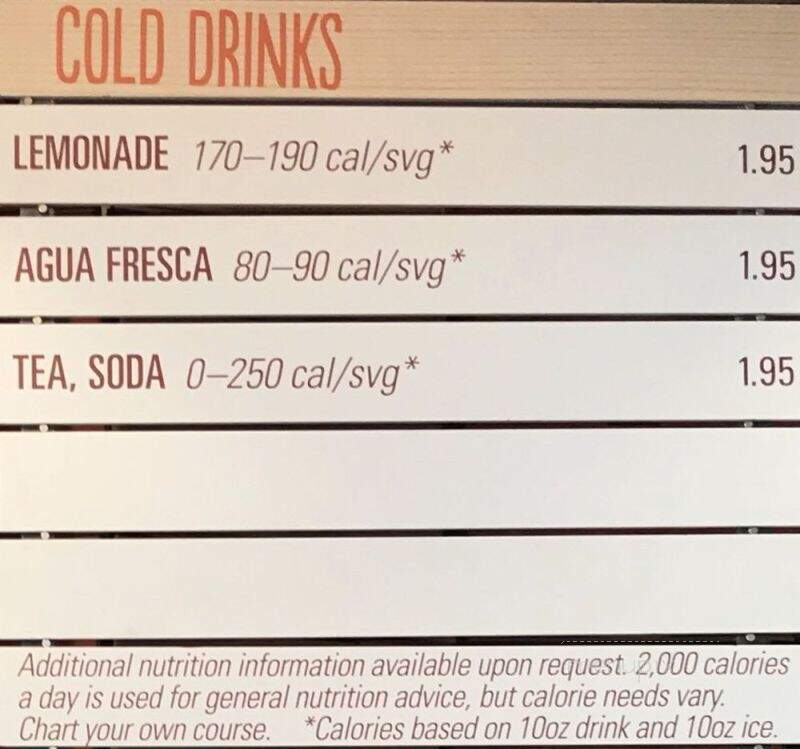 COLD DRINKS
LEMONADE 170–190 cal/svg* 1.95
AGUA FRESCA 80–90 cal/svg* 1.95
TEA, SODA 0–250 cal/svg* 1.95
Additional nutrition information available upon request. 2,000 calories
a day is used for general nutrition advice, but calorie needs vary.
Chart your own course. *Calories based on 10oz drink and 10oz ice.